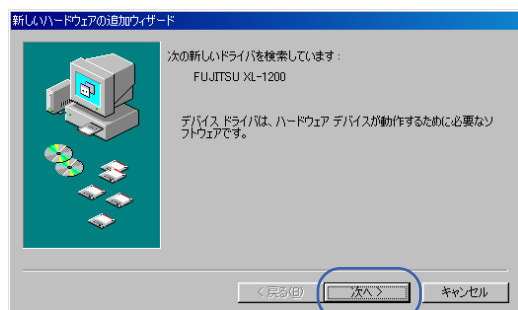 新しいハードウェアの追加ウィザード
次の新しいドライバを検索しています：
FUJITSU XL-1200
デバイス ドライバは、ハードウェア デバイスが動作するために必要なソ
フトウェアです。
< 戻る(B)
次へ >
キャンセル